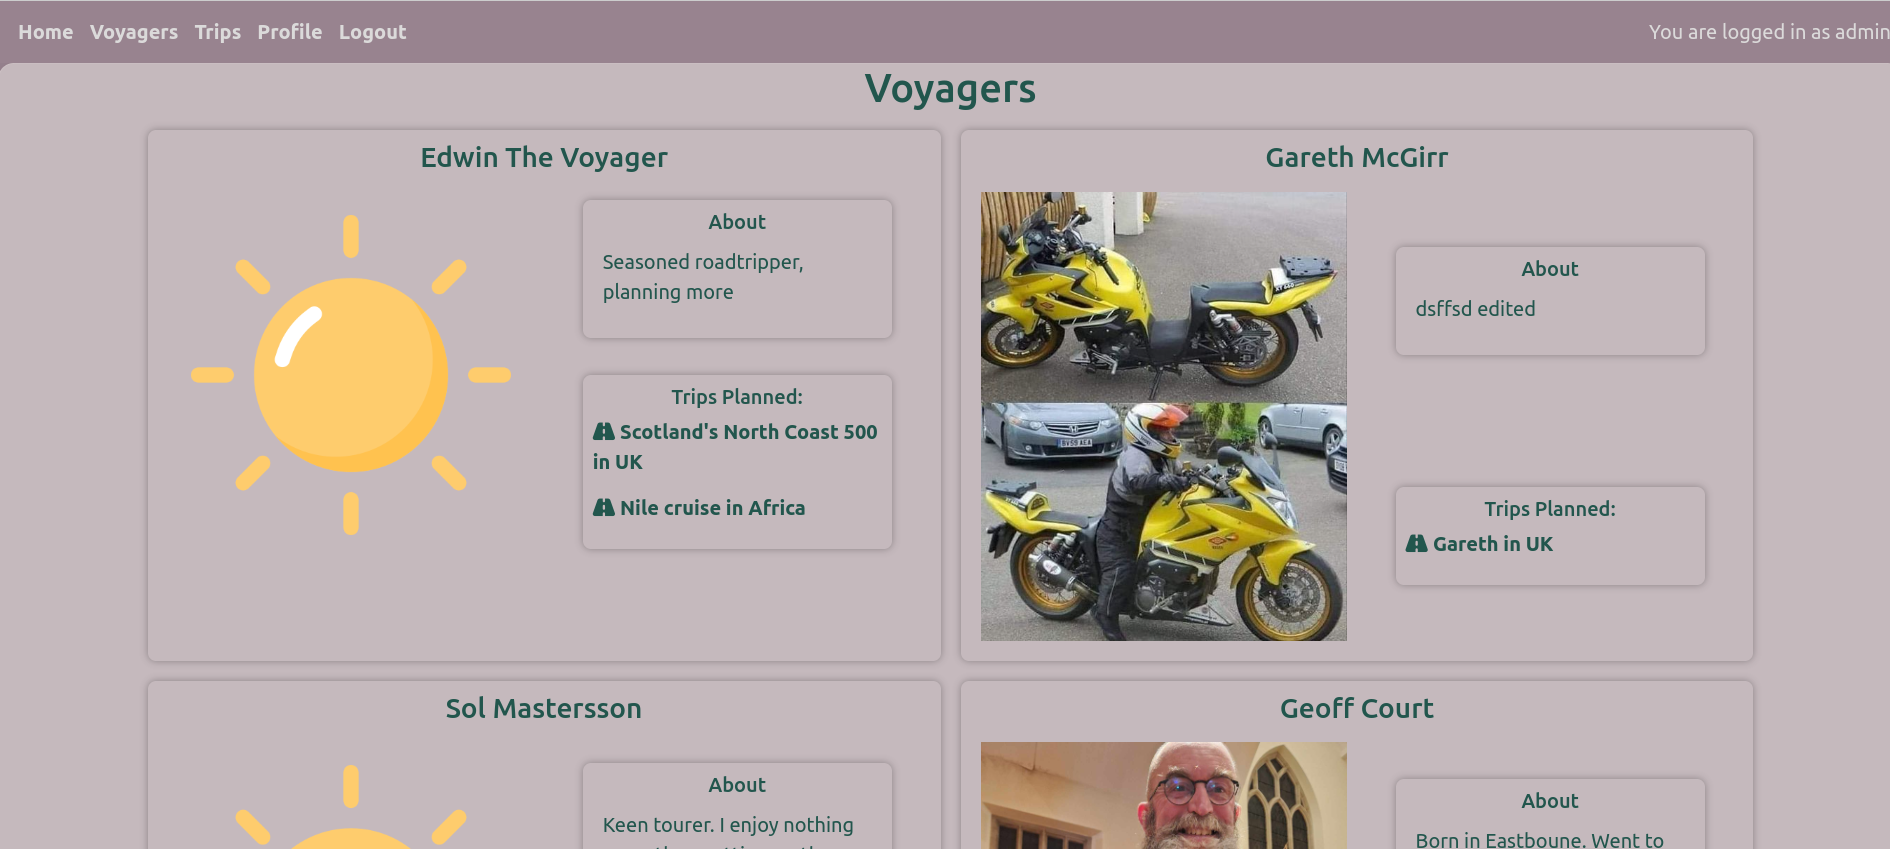 Home Voyagers Trips Profile Logout
You are logged in as admin
Voyagers
Edwin The Voyager
About
Seasoned roadtripper,
planning more
Trips Planned:
Scotland's North Coast 500
in UK
Nile cruise in Africa
Gareth McGirr
About
dsffsd edited
Trips Planned:
Gareth in UK
Sol Mastersson
About
Keen tourer. I enjoy nothing
Geoff Court
About
Born in Eastboune. Went to